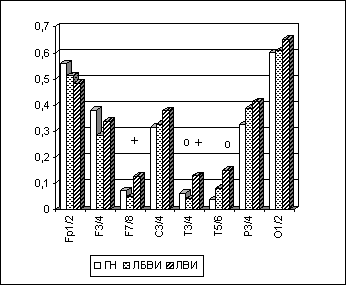 0,7
0,6
0,5
0,4
0,3
0,2
0,1
0
+
o +
o
Fp1/2
F3/4
F7/8
C3/4
T3/4
T5/6
P3/4
O1/2
ГН ЛБВИ ЛВИ